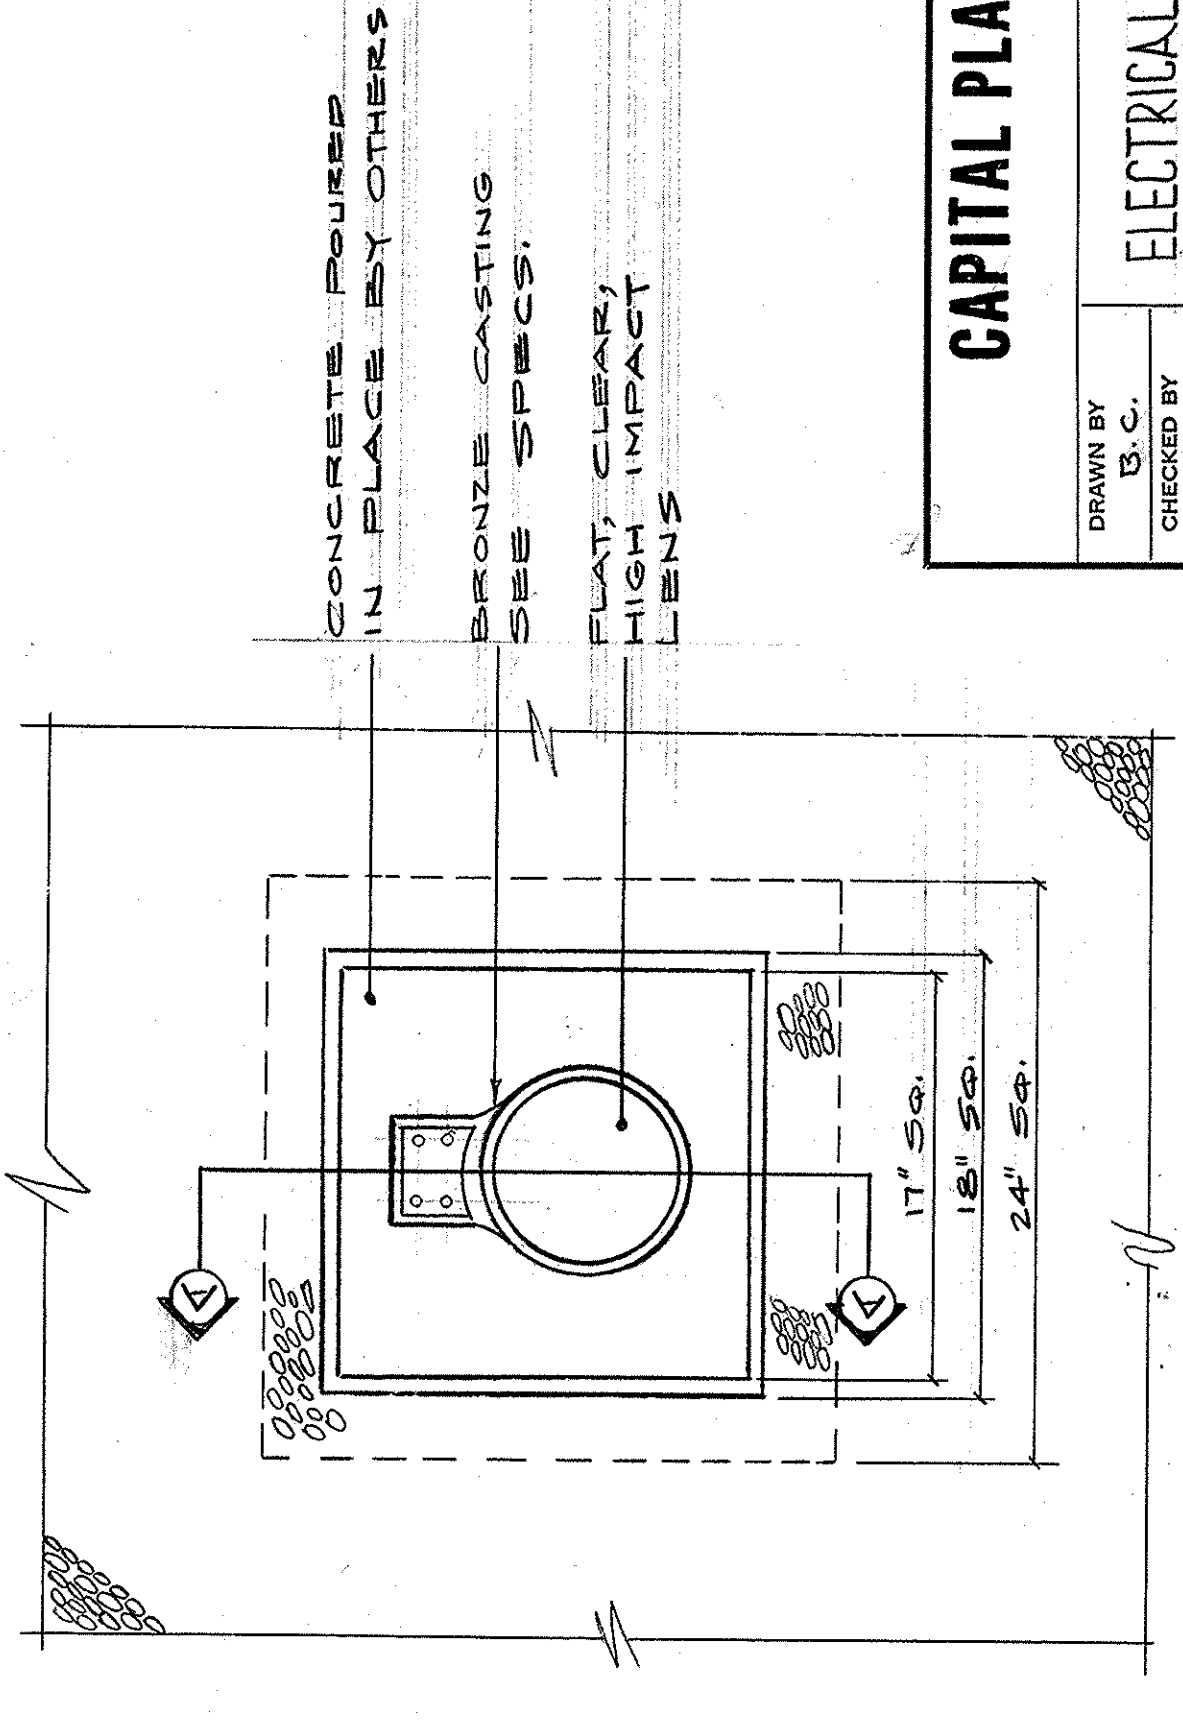 CONCRETE POURED
IN PLACE BY OTHERS
BRONZE CASTING
SEE SPECS.
FLAT, CLEAR,
HIGH IMPACT
LENS
A
A
17" SQ.
18" SQ.
24" SQ.
CAPITAL PLA
DRAWN BY
B.C.
CHECKED BY
ELECTRICAL